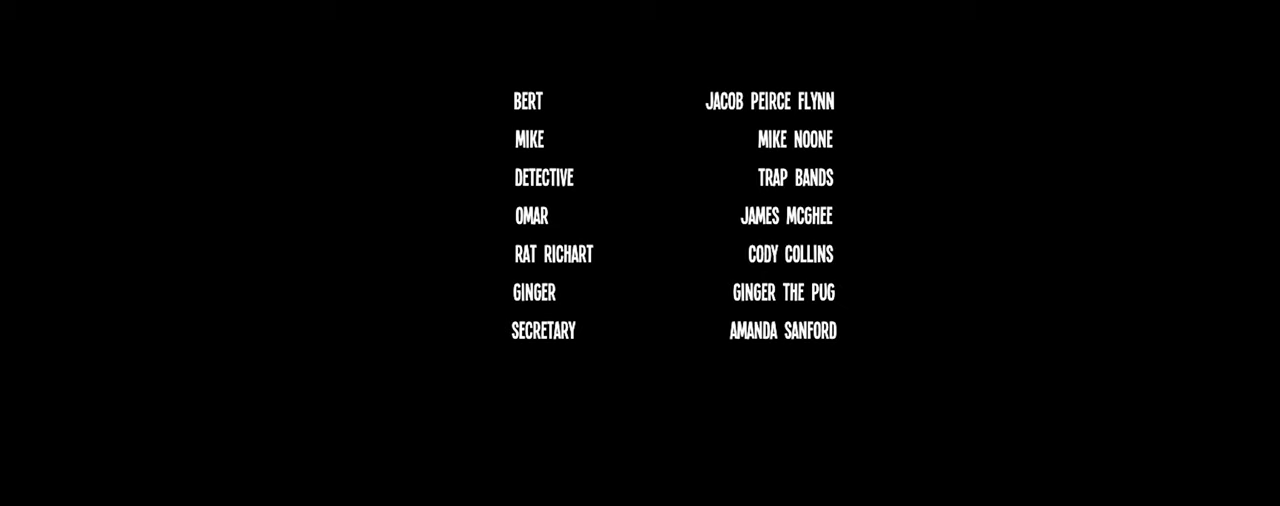 BERT JACOB PEIRCE FLYNN
MIKE MIKE NOONE
DETECTIVE TRAP BANDS
OMAR JAMES MCGHEE
RAT RICHART CODY COLLINS
GINGER GINGER THE PUG
SECRETARY AMANDA SANFORD